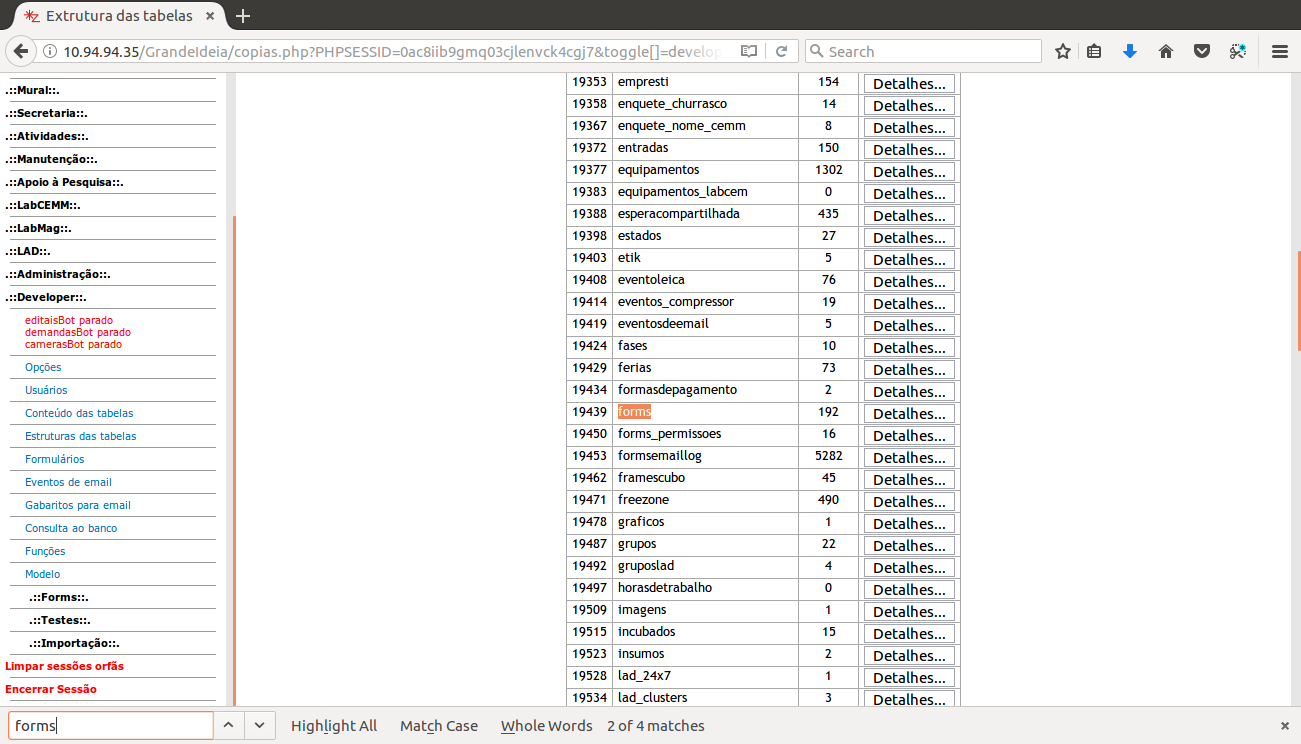 Extrutura das tabelas
10.94.94.35/GrandeIdeia/copias.php?PHPSESSID=0ac8iib9gmq03cjlenvck4cgj7&toggle[]=develop
Search
.::Mural::.
.::Secretaria::.
.::Atividades::.
.::Manutenção::.
.::Apoio à Pesquisa::.
.::LabCEMM::.
.::LabMag::.
.::LAD::.
.::Administração::.
.::Developer::.
editaisBot parado
demandasBot parado
camerasBot parado
Opções
Usuários
Conteúdo das tabelas
Estruturas das tabelas
Formulários
Eventos de email
Gabaritos para email
Consulta ao banco
Funções
Modelo
.::Forms::.
.::Testes::.
.::Importação::.
Limpar sessões orfãs
Encerrar Sessão
19353 empresti 154 Detalhes...
19358 enquete_churrasco 14 Detalhes...
19367 enquete_nome_cemm 8 Detalhes...
19372 entradas 150 Detalhes...
19377 equipamentos 1302 Detalhes...
19383 equipamentos_labcem 0 Detalhes...
19388 esperacompartilhada 435 Detalhes...
19398 estados 27 Detalhes...
19403 etik 5 Detalhes...
19408 eventoleica 76 Detalhes...
19414 eventos_compressor 19 Detalhes...
19419 eventosdeemail 5 Detalhes...
19424 fases 10 Detalhes...
19429 ferias 73 Detalhes...
19434 formasdepagamento 2 Detalhes...
19439 forms 192 Detalhes...
19450 forms_permissoes 16 Detalhes...
19453 formsemaillog 5282 Detalhes...
19462 framescubo 45 Detalhes...
19471 freezone 490 Detalhes...
19478 graficos 1 Detalhes...
19487 grupos 22 Detalhes...
19492 gruposlad 4 Detalhes...
19497 horasdetrabalho 0 Detalhes...
19509 imagens 1 Detalhes...
19515 incubados 15 Detalhes...
19523 insumos 2 Detalhes...
19528 lad_24x7 1 Detalhes...
19534 lad_clusters 3 Detalhes...
forms Highlight All Match Case Whole Words 2 of 4 matches